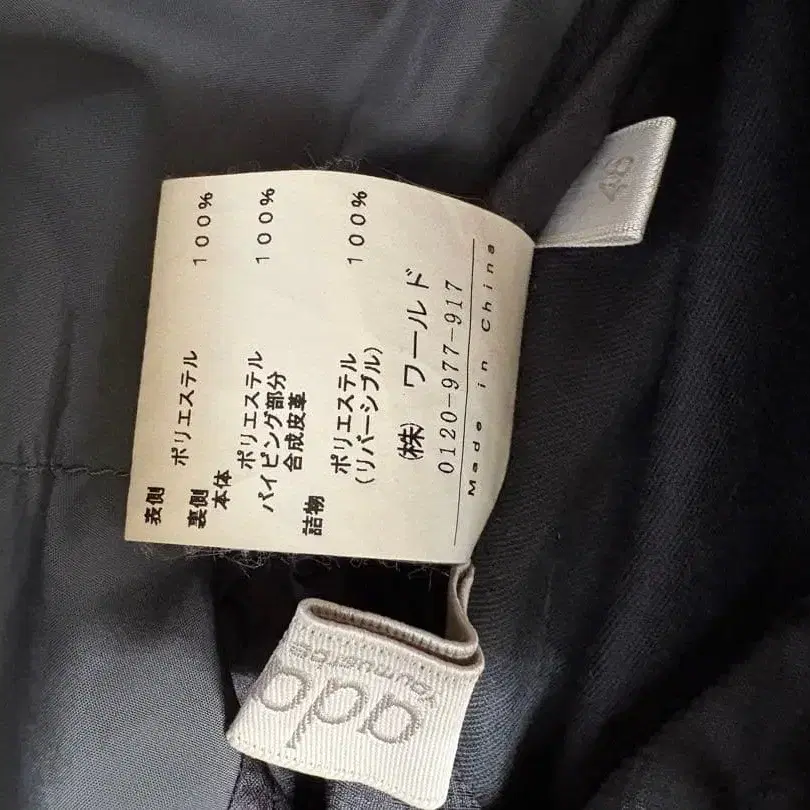 表側
ポリエステル 100%
裏側
本体
ポリエステル 100%
パイピング部分
合成皮革
詰物
ポリエステル 100%
(リバーシブル)
㈱ ワールド
0120-977-917
Made in China
46